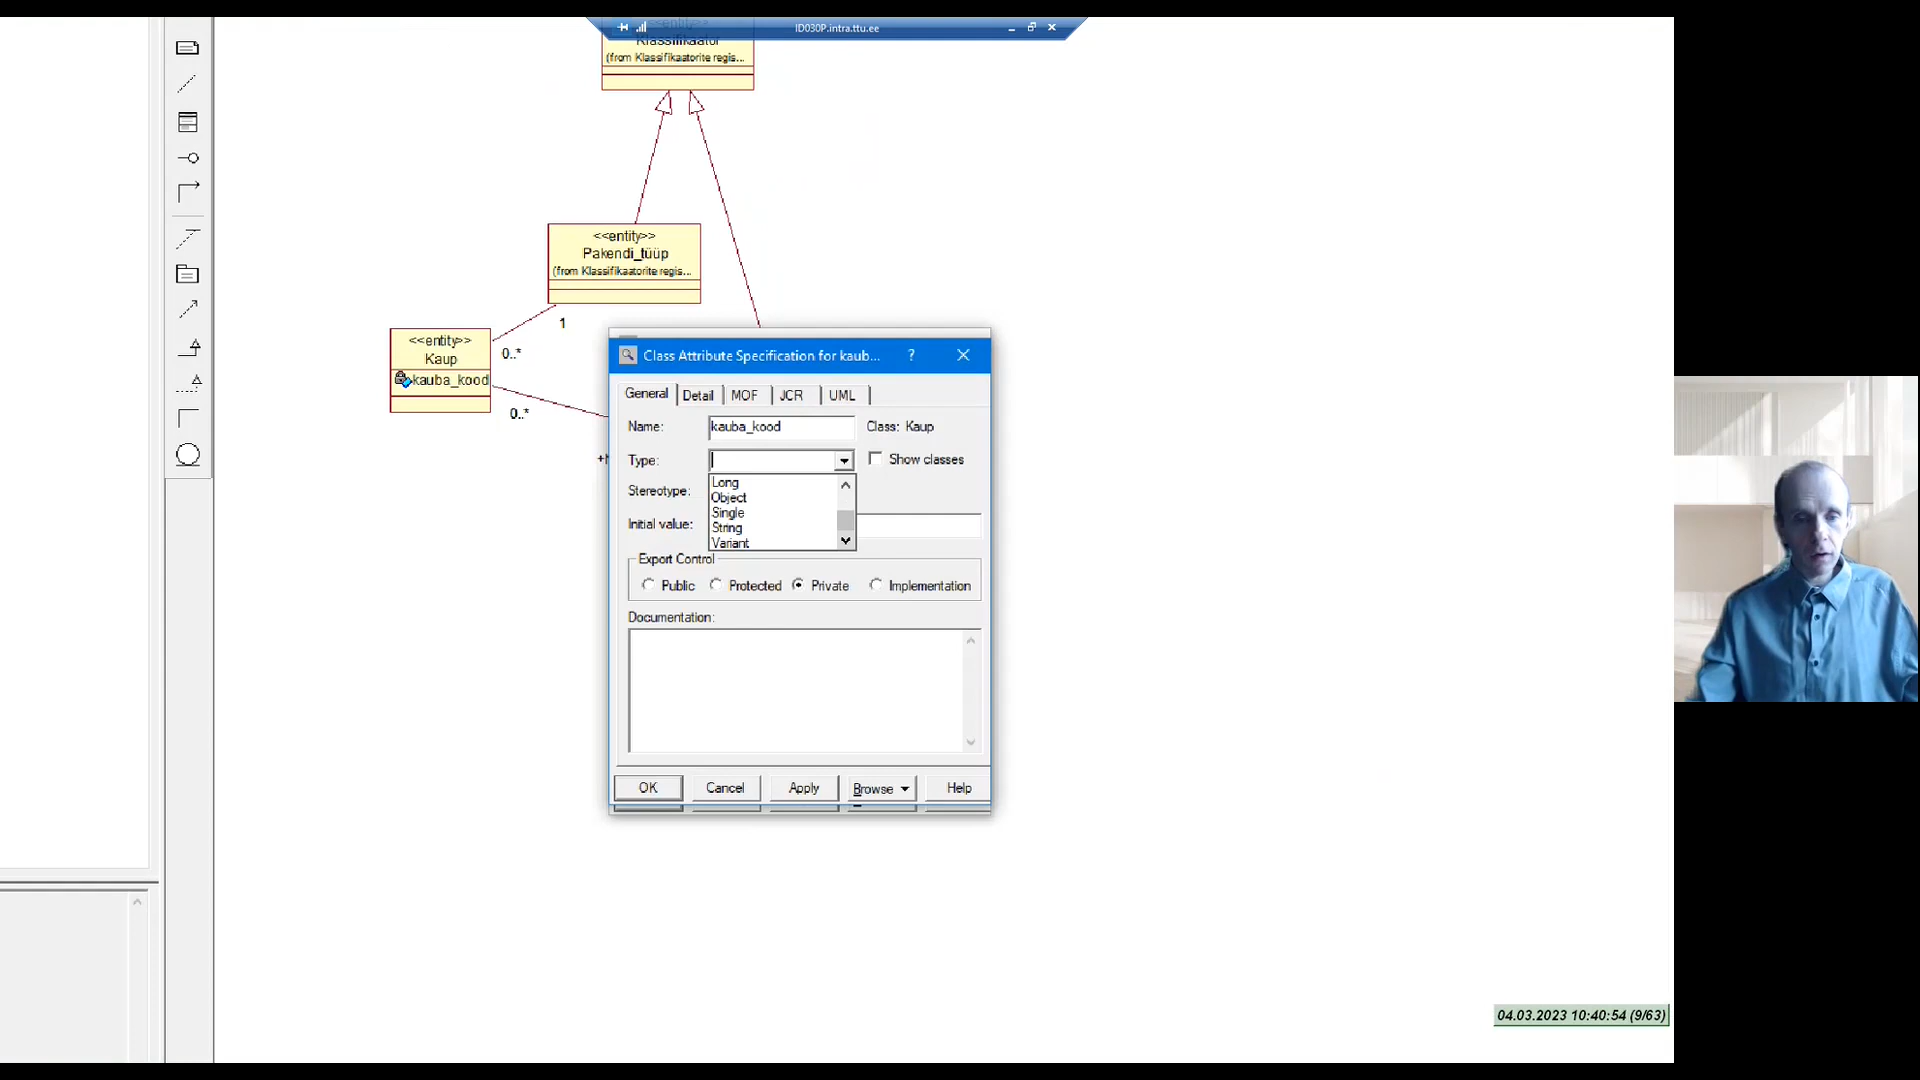 ID030P.intra.ttu.ee
<<entity>>
Klassifikaator
(from Klassifikaatorite regis...
<<entity>>
Pakendi_tüüp
(from Klassifikaatorite regis...
1
0..*
<<entity>>
Kaup
kauba_kood
0..*
Class Attribute Specification for kaub...
?
General
Detail
MOF
JCR
UML
Name:
kauba_kood
Class: Kaup
Type:
Show classes
Long
Object
Single
String
Variant
Stereotype:
Initial value:
Export Control
Public
Protected
Private
Implementation
Documentation:
OK
Cancel
Apply
Browse
Help
04.03.2023 10:40:54 (9/63)